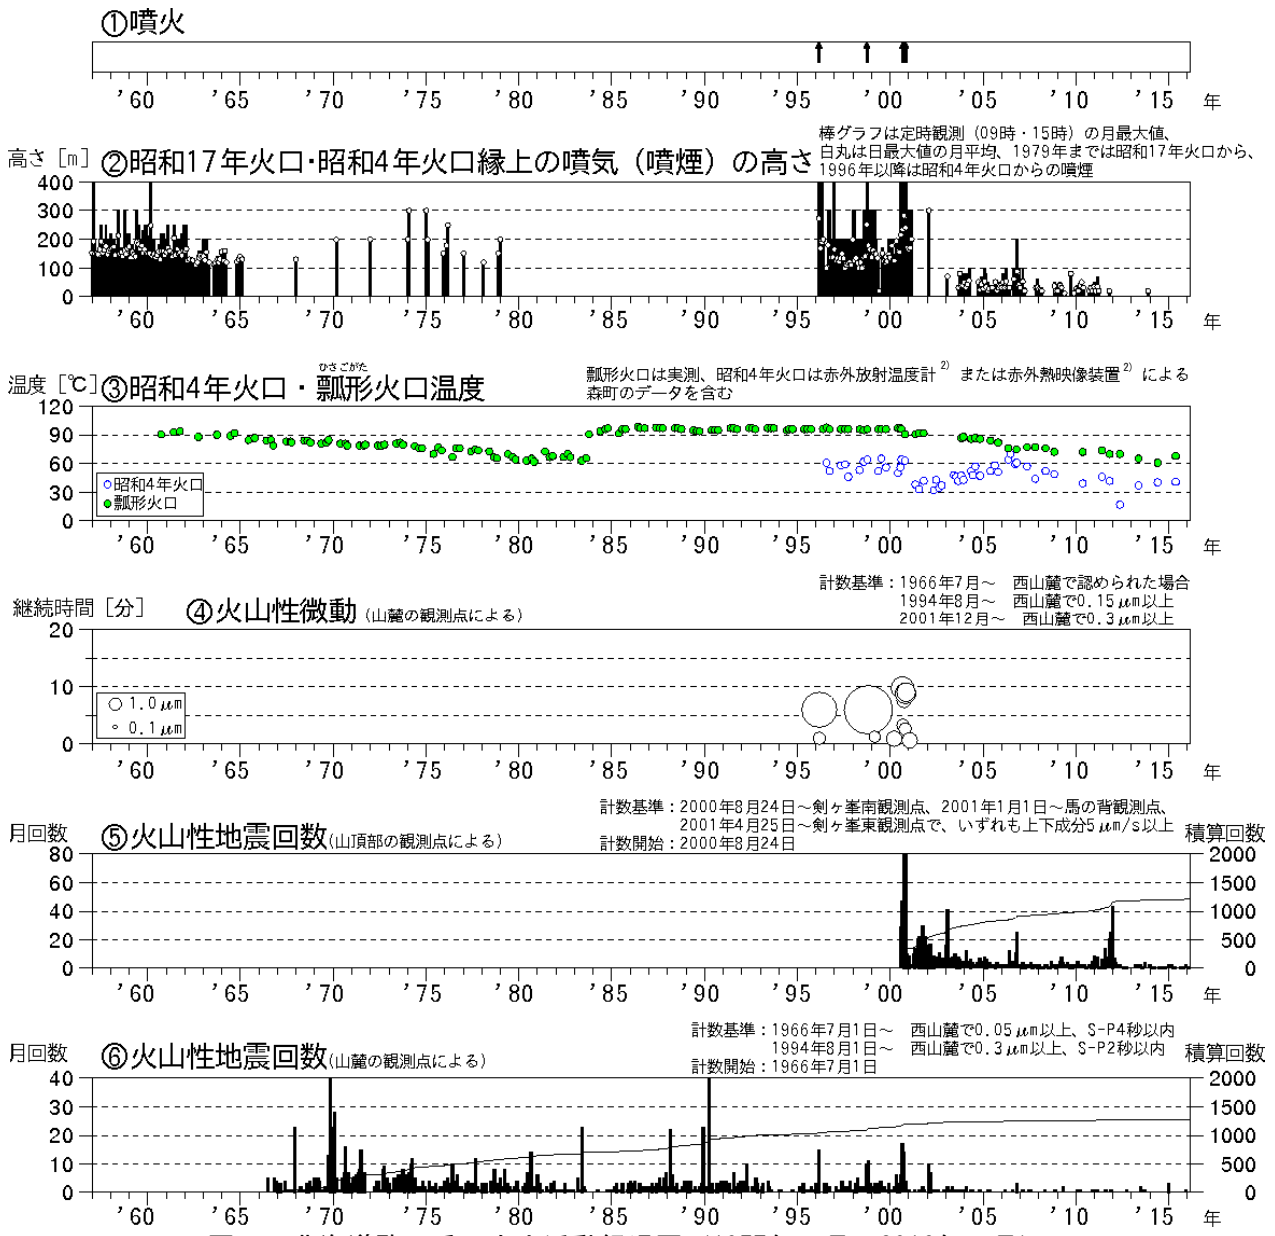 ①噴火
'60 '65 '70 '75 '80 '85 '90 '95 '00 '05 '10 '15 年
高さ [m] ②昭和17年火口・昭和4年火口縁上の噴気（噴煙）の高さ
棒グラフは定時観測（09時・15時）の月最大値、
白丸は日最大値の月平均、1979年までは昭和17年火口から、
1996年以降は昭和4年火口からの噴煙
400
300
200
100
0
'60 '65 '70 '75 '80 '85 '90 '95 '00 '05 '10 '15 年
ひさごがた
温度 [℃] ③昭和4年火口・瓢形火口温度
瓢形火口は実測、昭和4年火口は赤外放射温度計2) または赤外熱映像装置2) による
森町のデータを含む
120
90
60
30
0
昭和4年火口
瓢形火口
'60 '65 '70 '75 '80 '85 '90 '95 '00 '05 '10 '15 年
継続時間 [分] ④火山性微動 (山麓の観測点による)
計数基準：1966年7月～ 西山麓で認められた場合
1994年8月～ 西山麓で0.15μm以上
2001年12月～ 西山麓で0.3μm以上
20
10
0
1.0μm
0.1μm
'60 '65 '70 '75 '80 '85 '90 '95 '00 '05 '10 '15 年
月回数 ⑤火山性地震回数(山頂部の観測点による)
計数基準：2000年8月24日～剣ヶ峯南観測点、2001年1月1日～馬の背観測点、
2001年4月25日～剣ヶ峯東観測点で、いずれも上下成分5μm/s以上
計数開始：2000年8月24日
積算回数
80 2000
60 1500
40 1000
20 500
0 0
'60 '65 '70 '75 '80 '85 '90 '95 '00 '05 '10 '15 年
月回数 ⑥火山性地震回数(山麓の観測点による)
計数基準：1966年7月1日～ 西山麓で0.05μm以上、S-P4秒以内
1994年8月1日～ 西山麓で0.3μm以上、S-P2秒以内
計数開始：1966年7月1日
積算回数
40 2000
30 1500
20 1000
10 500
0 0
'60 '65 '70 '75 '80 '85 '90 '95 '00 '05 '10 '15 年